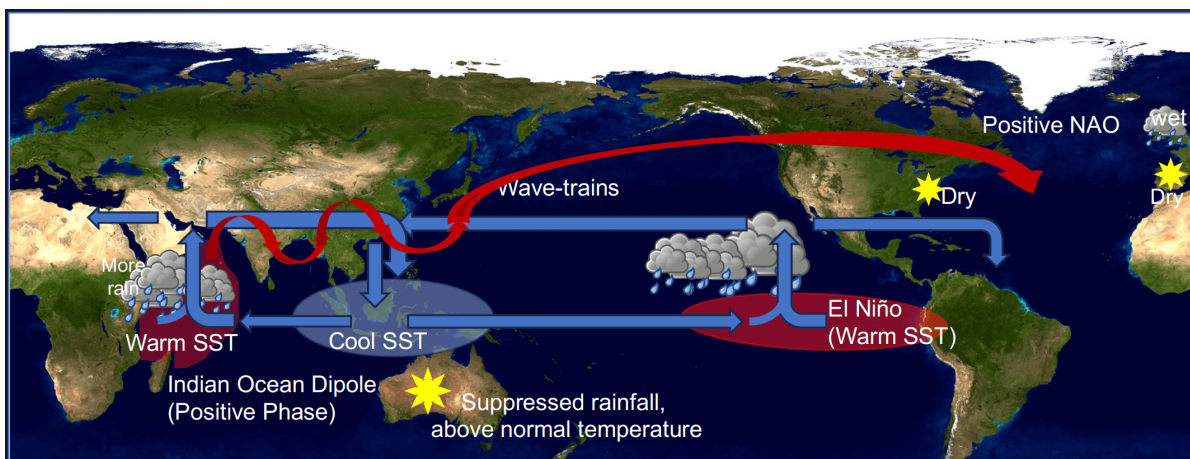 Positive NAO
wet
Wave-trains
Dry
Dry
More
rain
El Niño
(Warm SST)
Warm SST
Cool SST
Indian Ocean Dipole
(Positive Phase)
Suppressed rainfall,
above normal temperature